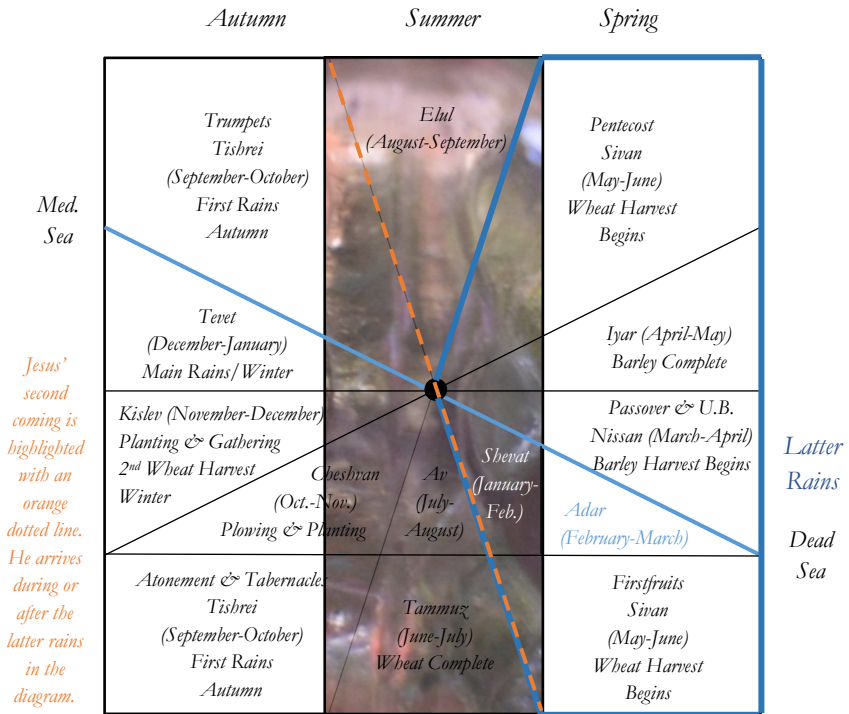 Autumn
Summer
Spring
Trumpets
Tishrei
(September-October)
First Rains
Autumn
Elul
(August-September)
Pentecost
Sivan
(May-June)
Wheat Harvest
Begins
Med.
Sea
Tevet
(December-January)
Main Rains/Winter
Iyar (April-May)
Barley Complete
Jesus'
second
coming is
highlighted
with an
orange
dotted line.
He arrives
during or
after the
latter rains
in the
diagram.
Kislev (November-December)
Planting & Gathering
2nd Wheat Harvest
Winter
Cheshvan
(Oct.-Nov.)
Plowing & Planting
Av
(July-
August)
Shevat
(January-
Feb.)
Passover & U.B.
Nissan (March-April)
Barley Harvest Begins
Adar
(February-March)
Latter
Rains
Dead
Sea
Atonement & Tabernacles
Tishrei
(September-October)
First Rains
Autumn
Tammuz
(June-July)
Wheat Complete
Firstfruits
Sivan
(May-June)
Wheat Harvest
Begins